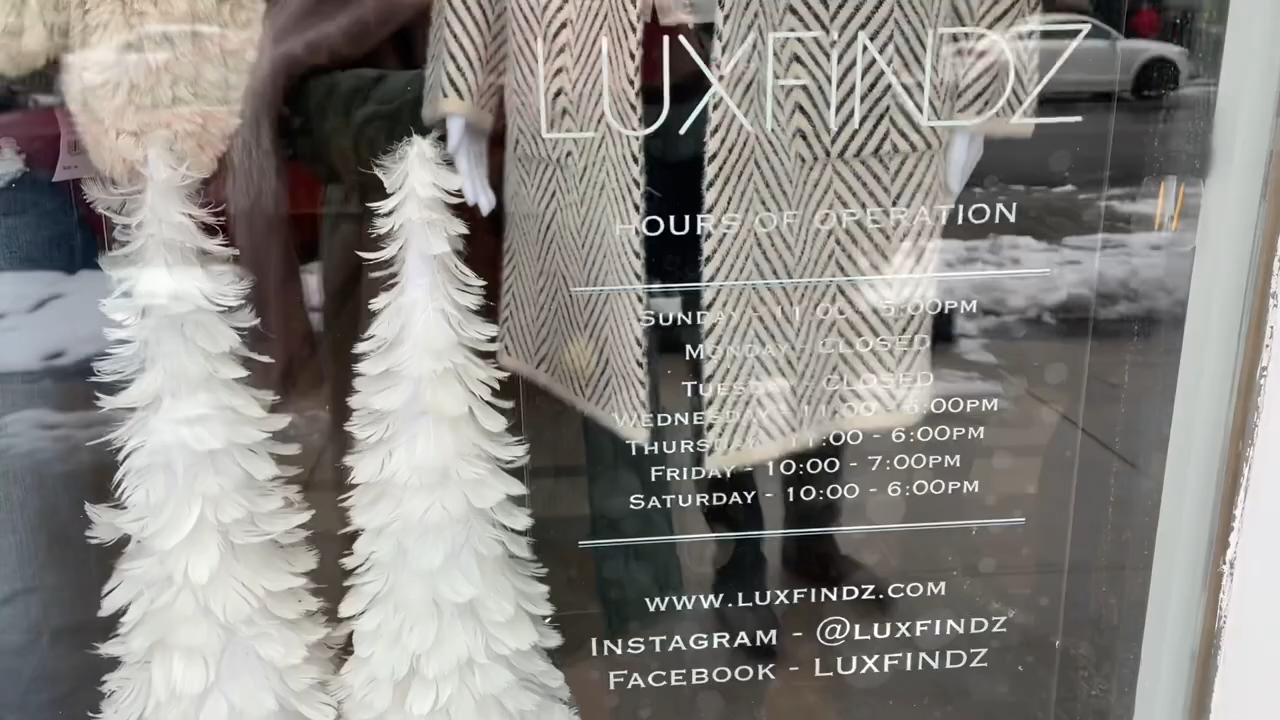 LUXFINDZ
HOURS OF OPERATION
SUNDAY - 11:00 - 5:00PM
MONDAY - CLOSED
TUESDAY - CLOSED
WEDNESDAY - 11:00 - 6:00PM
THURSDAY - 11:00 - 6:00PM
FRIDAY - 10:00 - 7:00PM
SATURDAY - 10:00 - 6:00PM
WWW.LUXFINDZ.COM
INSTAGRAM - @LUXFINDZ
FACEBOOK - LUXFINDZ